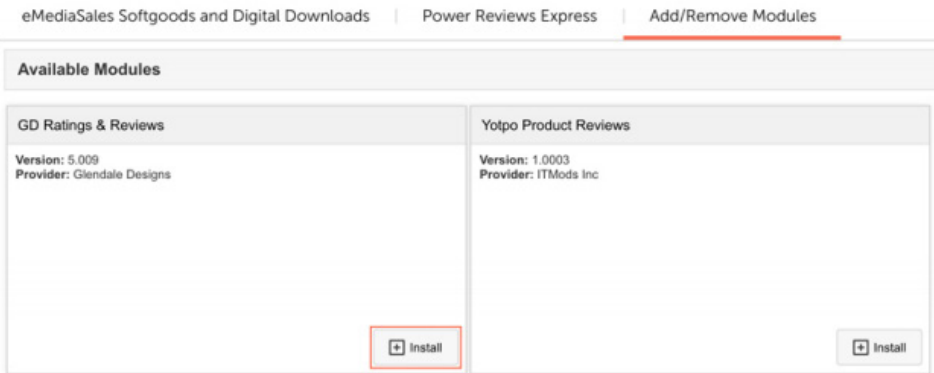 eMediaSales Softgoods and Digital Downloads | Power Reviews Express | Add/Remove Modules
Available Modules
GD Ratings & Reviews
Version: 5.009
Provider: Glendale Designs
Install
Yotpo Product Reviews
Version: 1.0003
Provider: ITMods Inc
Install